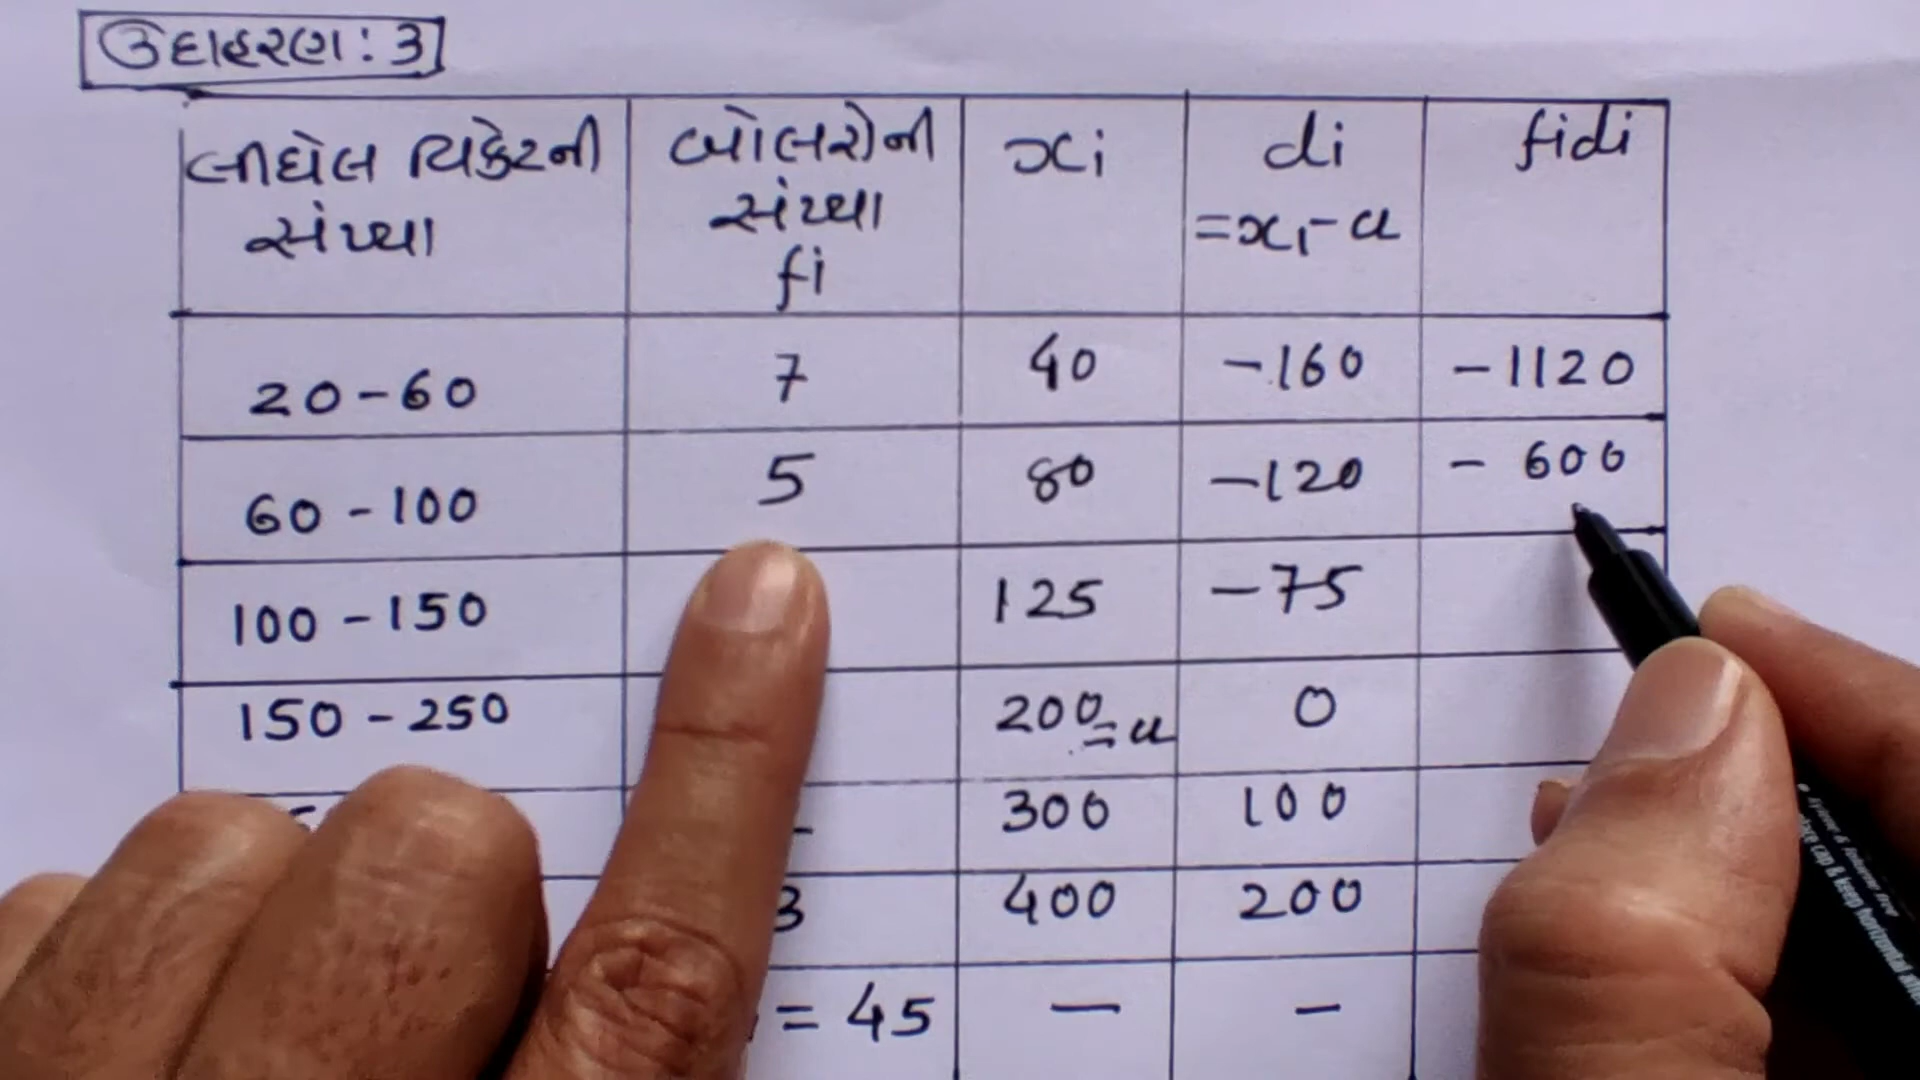 ઉદાહરણ : 3
લીધેલ વિકેટની સંખ્યા | બોલરોની સંખ્યા fi | xi | di = xi - a | fidi
20 - 60 | 7 | 40 | -160 | -1120
60 - 100 | 5 | 80 | -120 | - 600
100 - 150 | 125 | -75
150 - 250 | 200 = a | 0
300 | 100
3 | 400 | 200
= 45 | — | —